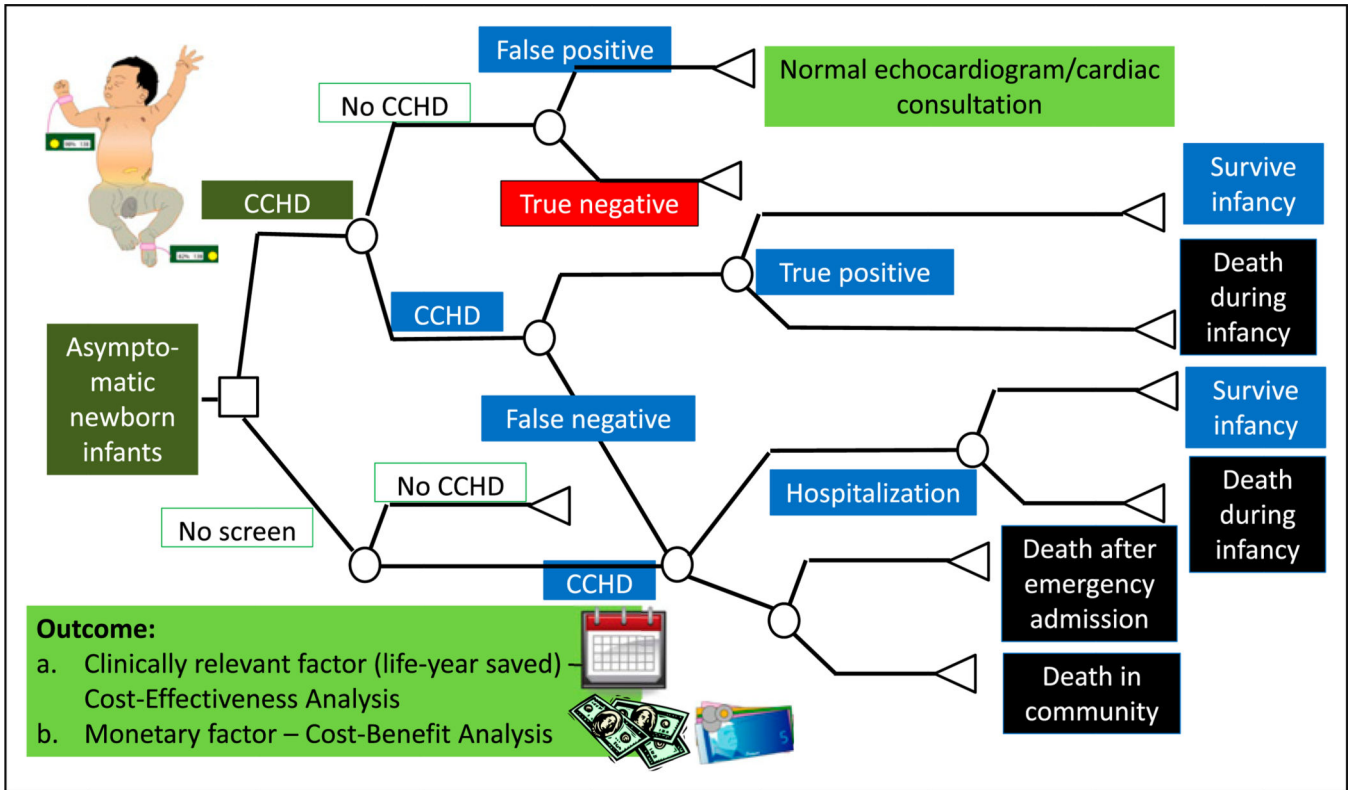 False positive
Normal echocardiogram/cardiac
consultation
No CCHD
Survive
infancy
CCHD
True negative
True positive
Death
during
infancy
CCHD
Asympto-
matic
newborn
infants
Survive
infancy
False negative
No CCHD
Hospitalization
Death
during
infancy
No screen
Death after
emergency
admission
CCHD
Outcome:
a. Clinically relevant factor (life-year saved) –
Cost-Effectiveness Analysis
b. Monetary factor – Cost-Benefit Analysis
Death in
community
5